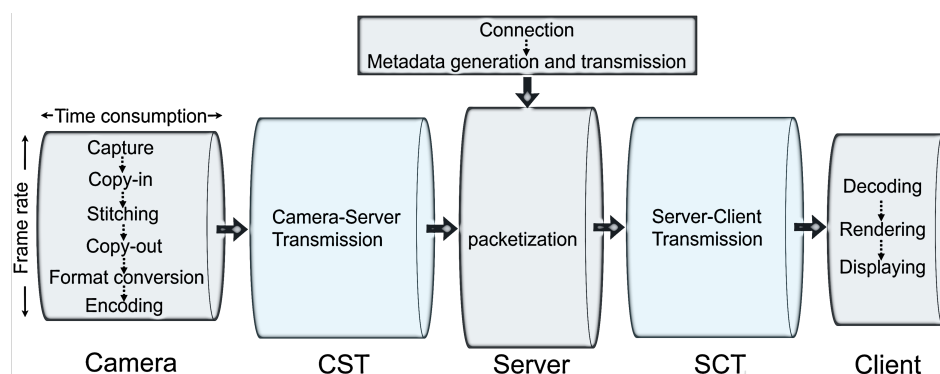 Connection
Metadata generation and transmission
Time consumption
Frame rate
Capture
Copy-in
Stitching
Copy-out
Format conversion
Encoding
Camera-Server
Transmission
packetization
Server-Client
Transmission
Decoding
Rendering
Displaying
Camera
CST
Server
SCT
Client